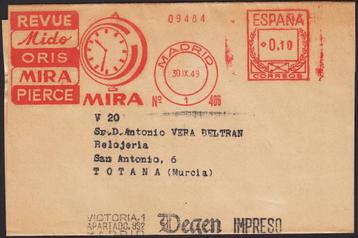 REVUE
Mido
ORIS
MIRA
PIERCE
MIRA
09484
MADRID
30.IX.49
1
Nº 406
ESPAÑA
0,10
CORREOS
V 20
Sr.D.Antonio VERA BELTRAN
Relojeria
San Antonio, 6
TOTANA (Murcia)
VICTORIA,1
APARTADO.892
MADRID
Degen
IMPRESO